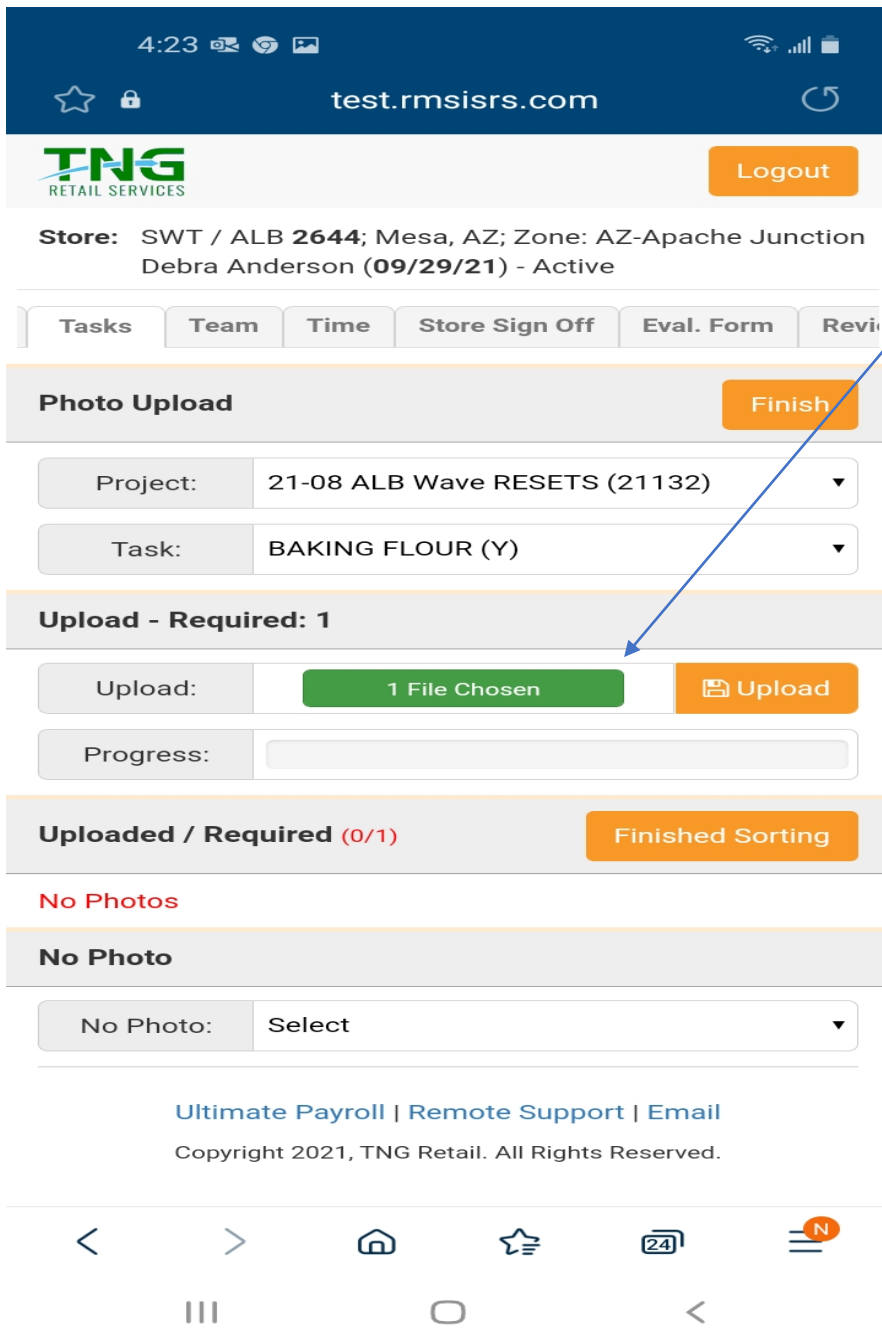 4:23
test.rmsisrs.com
TNG
RETAIL SERVICES
Logout
Store: SWT / ALB 2644; Mesa, AZ; Zone: AZ-Apache Junction
Debra Anderson (09/29/21) - Active
Tasks Team Time Store Sign Off Eval. Form Revi
Photo Upload Finish
Project: 21-08 ALB Wave RESETS (21132)
Task: BAKING FLOUR (Y)
Upload - Required: 1
Upload: 1 File Chosen Upload
Progress:
Uploaded / Required (0/1) Finished Sorting
No Photos
No Photo
No Photo: Select
Ultimate Payroll | Remote Support | Email
Copyright 2021, TNG Retail. All Rights Reserved.
24 N